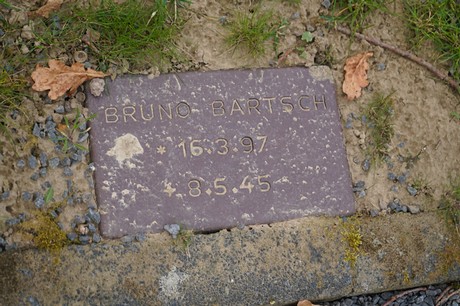 BRUNO BARTSCH
* 16.3.97
+ 8.5.45